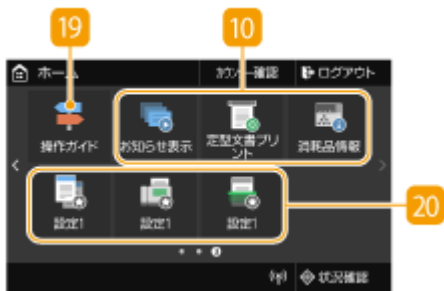 19
10
ホーム
カウンター確認
ログアウト
操作ガイド
お知らせ表示
定型文書プリ
ント
消耗品情報
設定1
設定1
設定1
20
状況確認